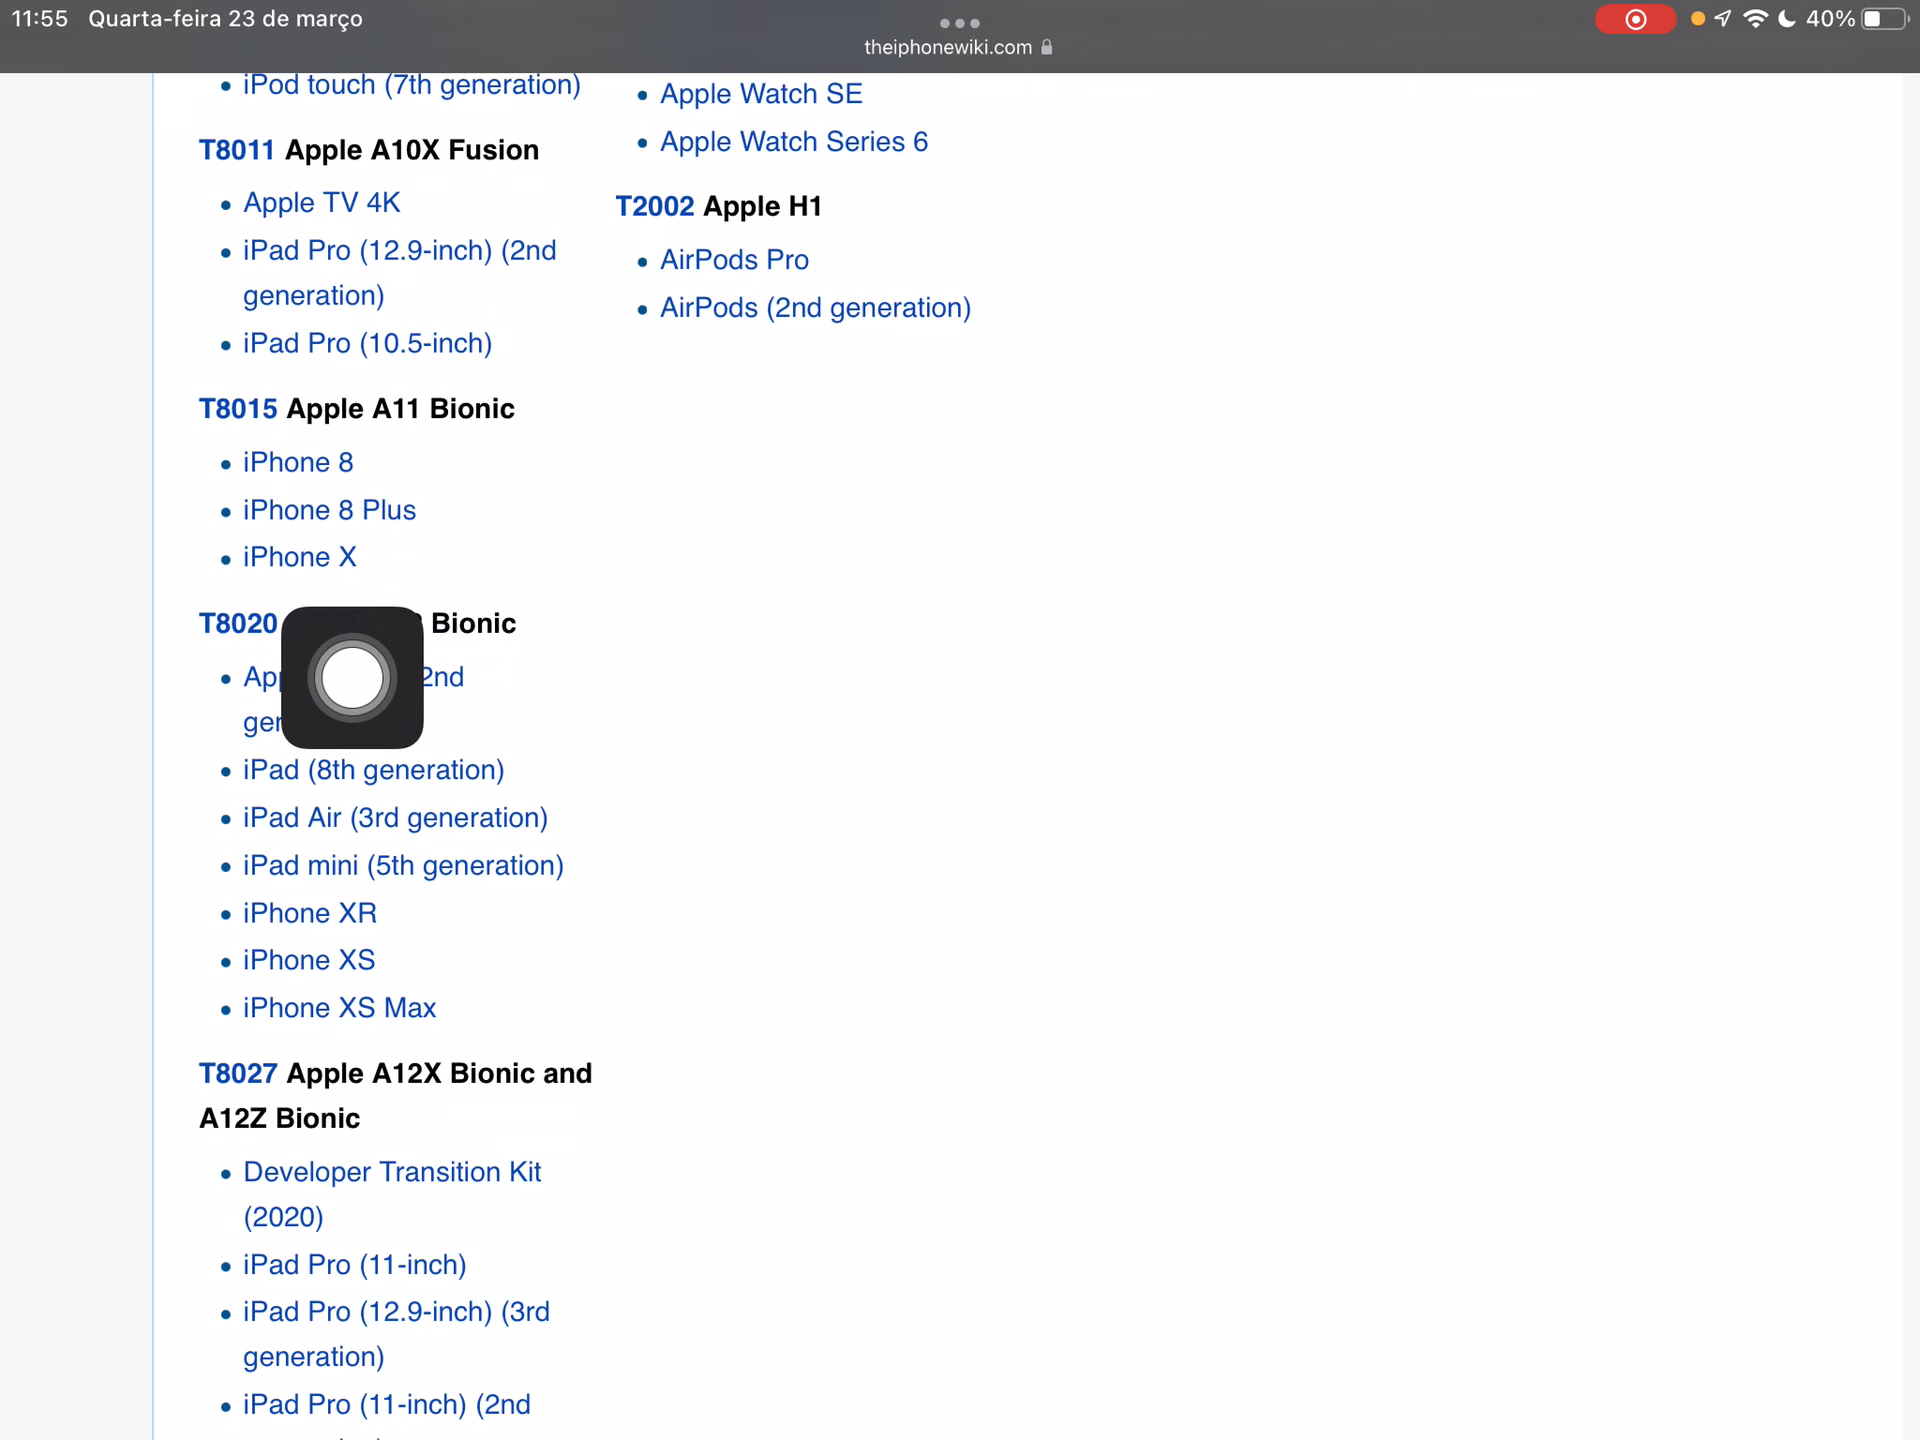 11:55 Quarta-feira 23 de março
40%
theiphonewiki.com
iPod touch (7th generation)
T8011 Apple A10X Fusion
Apple TV 4K
iPad Pro (12.9-inch) (2nd
generation)
iPad Pro (10.5-inch)
T8015 Apple A11 Bionic
iPhone 8
iPhone 8 Plus
iPhone X
T8020 Bionic
2nd
iPad (8th generation)
iPad Air (3rd generation)
iPad mini (5th generation)
iPhone XR
iPhone XS
iPhone XS Max
T8027 Apple A12X Bionic and
A12Z Bionic
Developer Transition Kit
(2020)
iPad Pro (11-inch)
iPad Pro (12.9-inch) (3rd
generation)
iPad Pro (11-inch) (2nd
Apple Watch SE
Apple Watch Series 6
T2002 Apple H1
AirPods Pro
AirPods (2nd generation)